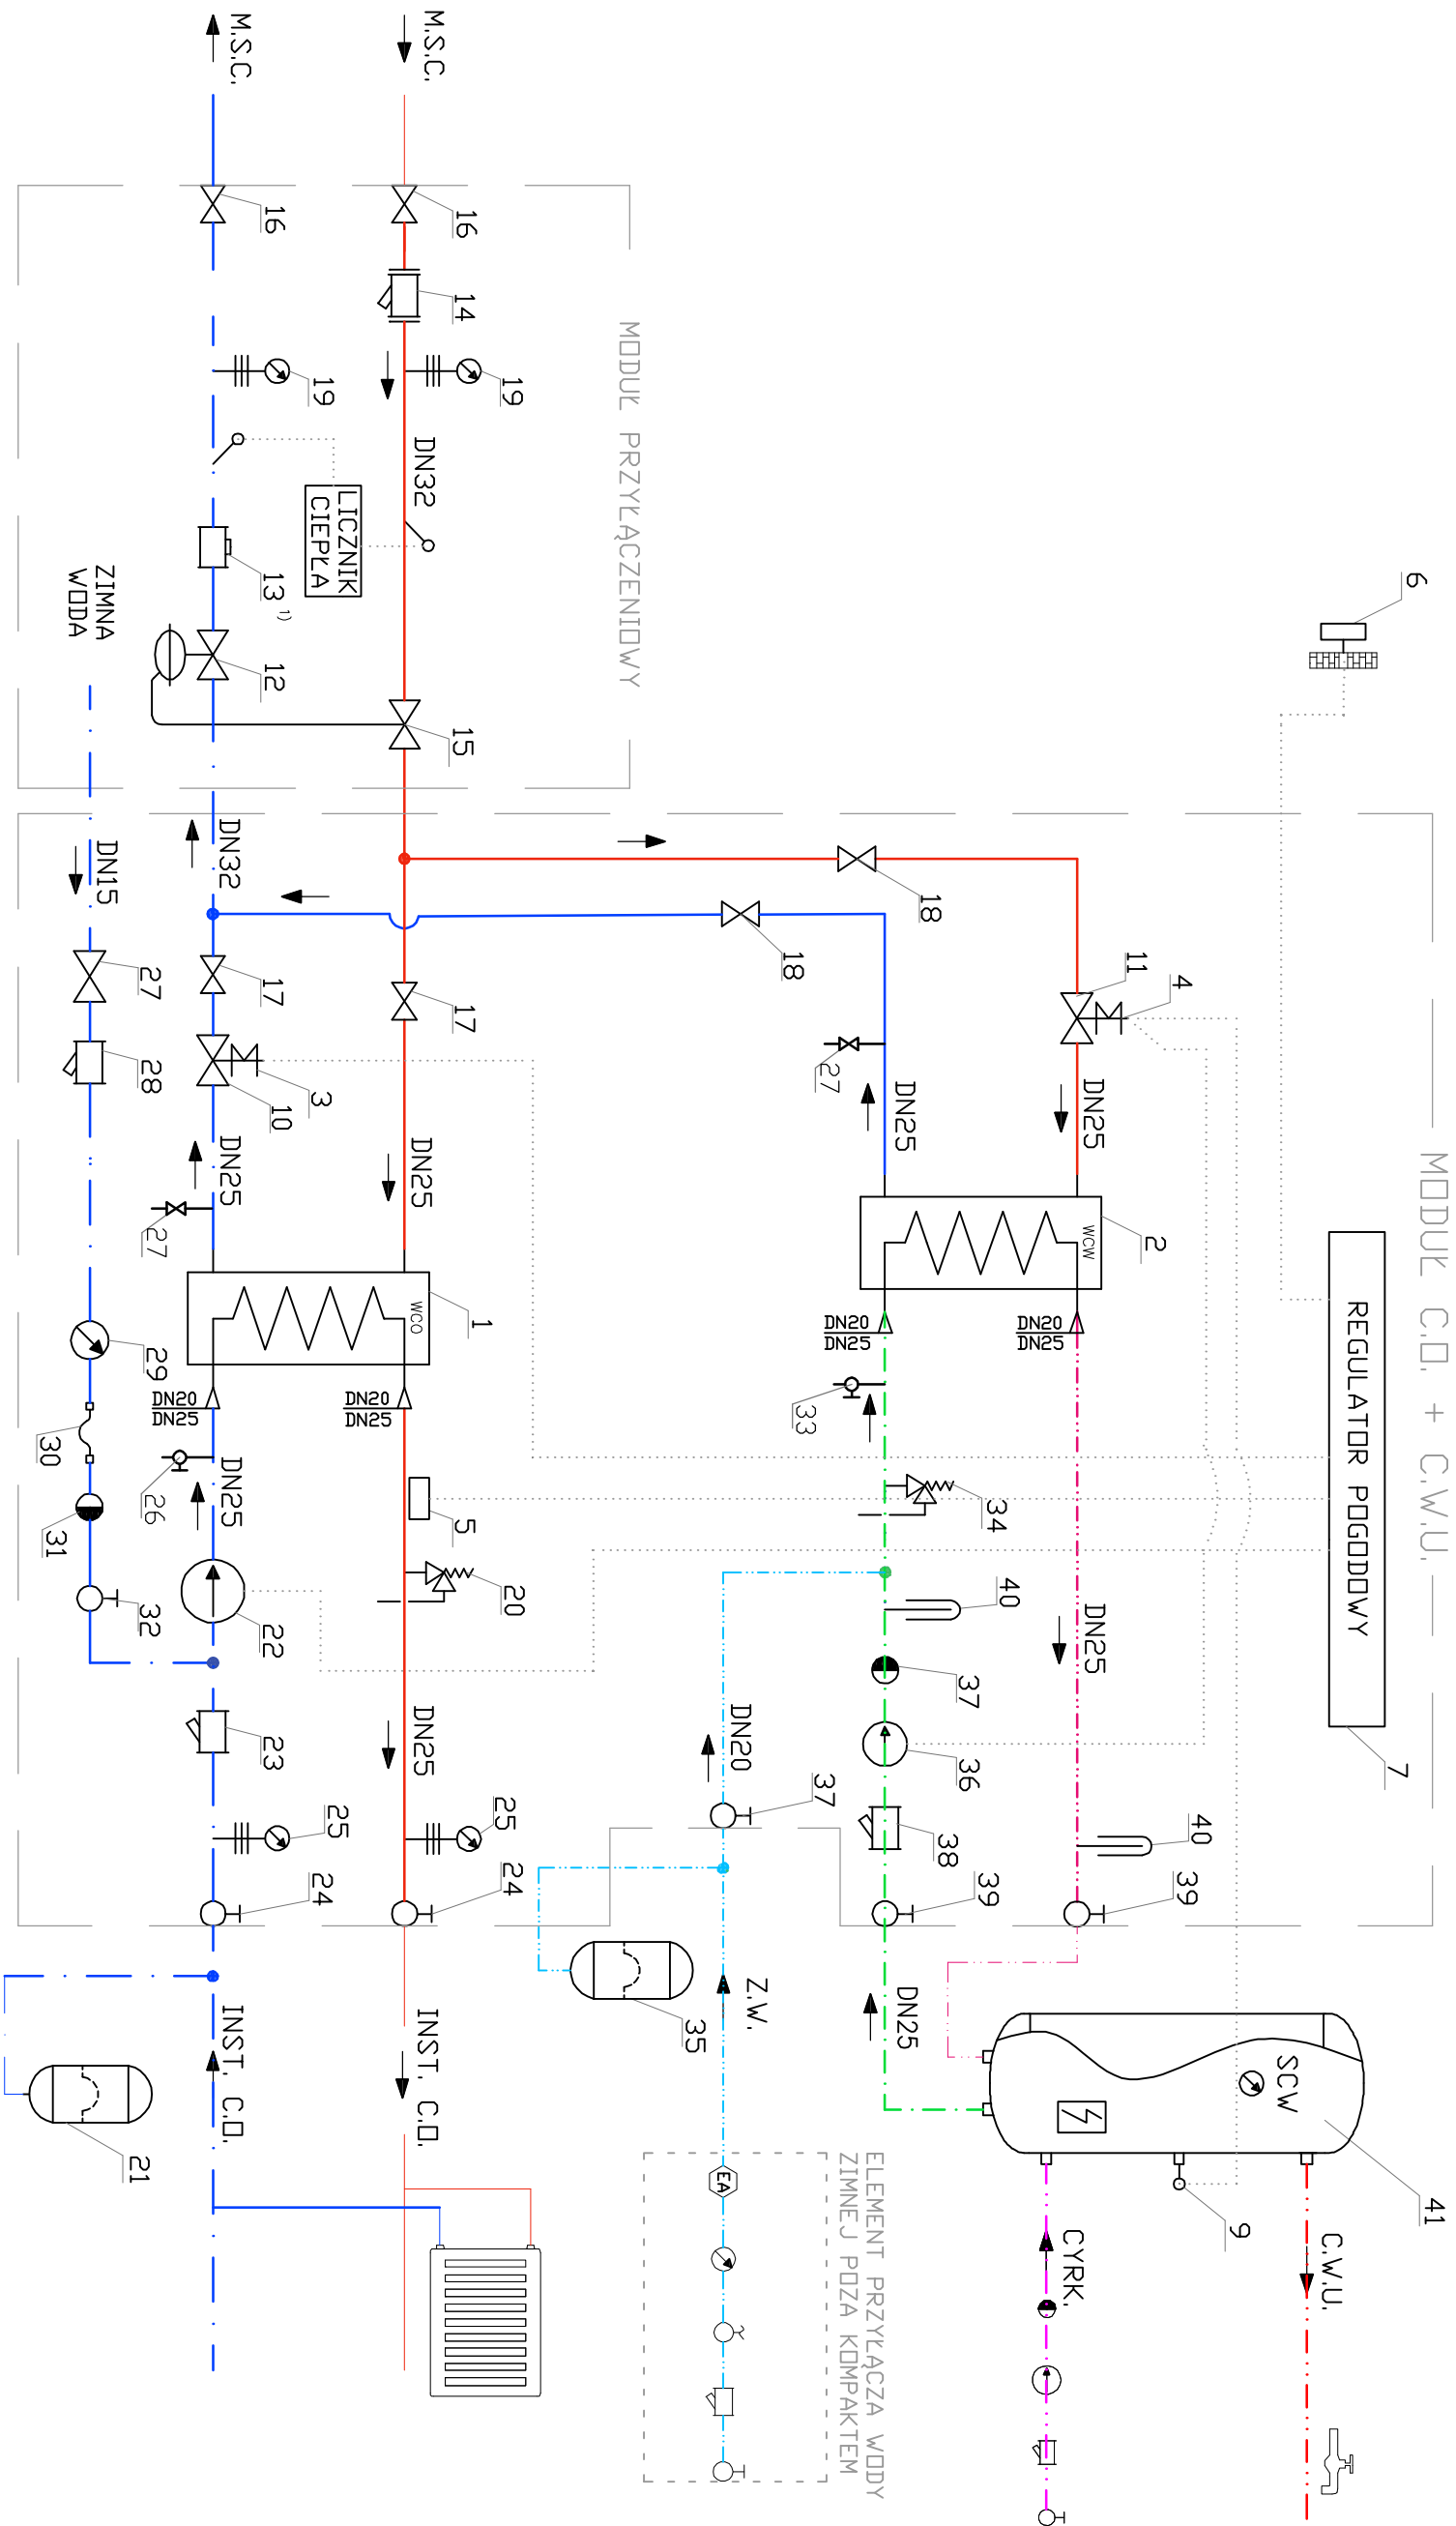 MODUŁ C.O. + C.W.U.
6
REGULATOR POGODOWY
7
41
C.W.U.
4
11
2
WCW
DN25
DN25
40
39
SCW
9
CYRK.
18
18
DN20
DN25
27
DN25
DN20
DN25
33
34
40
37
36
38
39
DN25
ELEMENT PRZYŁĄCZA WODY
ZIMNEJ POZA KOMPAKTEM
37
DN20
Z.W.
EA
35
MODUŁ PRZYŁĄCZENIOWY
M.S.C.
16
14
19
DN32
15
17
DN25
1
WCO
DN20
DN25
5
20
DN25
25
24
INST. C.O.
LICZNIK
CIEPŁA
M.S.C.
16
19
13 1)
12
DN32
17
3
10
DN25
27
DN20
DN25
DN25
26
22
23
25
24
INST. C.O.
21
ZIMNA
WODA
DN15
27
28
29
30
31
32